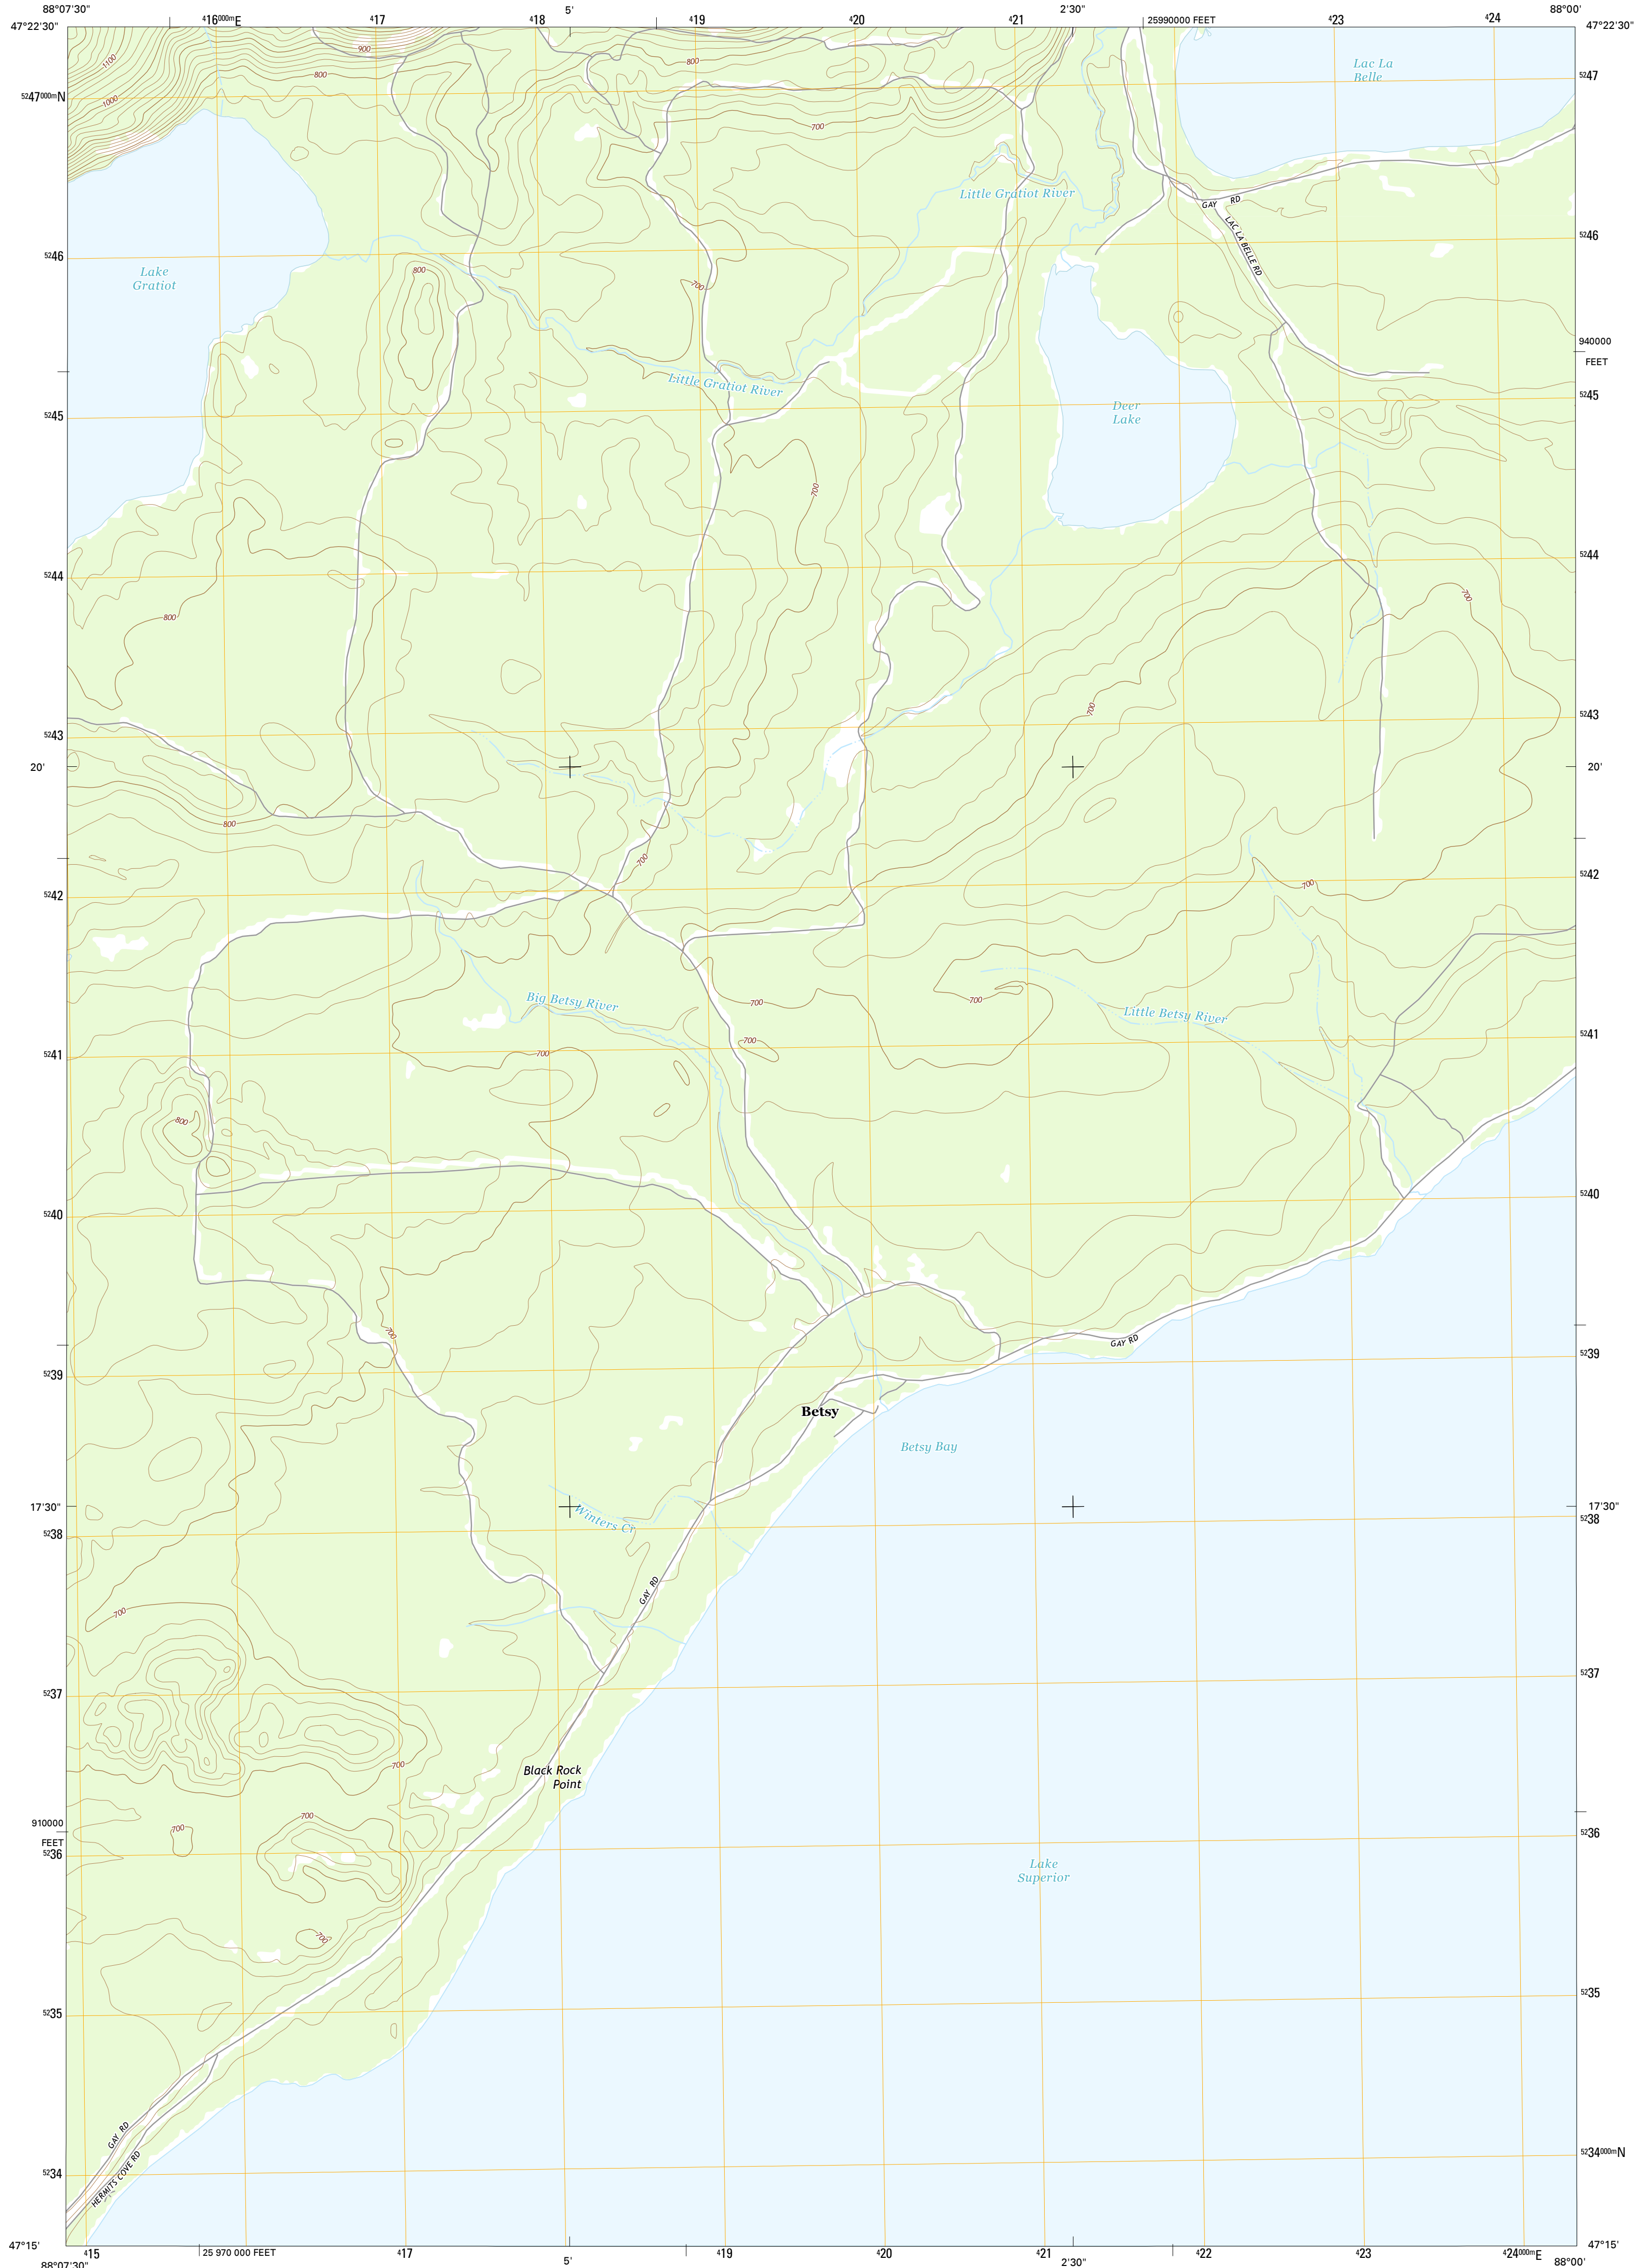 88°07'30"
416000mE
417
418
5'
419
420
421
2'30"
25990000 FEET
423
424
88°00'
47°22'30"
47°22'30"
1100
900
800
800
Lac La
Belle
5247
5247000mN
1000
700
Little Gratiot River
GAY RD
LAC LA BELLE RD
5246
5246
Lake
Gratiot
800
700
940000
FEET
Little Gratiot River
5245
5245
Deer
Lake
700
5244
5244
800
700
700
5243
5243
20'
20'
800
700
700
5242
5242
Big Betsy River
700
700
Little Betsy River
700
700
5241
5241
800
5240
5240
700
GAY RD
5239
5239
Betsy
Betsy Bay
17'30"
17'30"
Winters Cr
5238
5238
GAY RD
700
5237
5237
700
Black Rock
Point
700
700
910000
FEET
5236
5236
Lake
Superior
700
5235
5235
GAY RD
HERMITS COVE RD
5234000mN
5234
47°15'
47°15'
415
25 970 000 FEET
417
5'
419
420
421
2'30"
422
423
424000mE
88°07'30"
88°00'